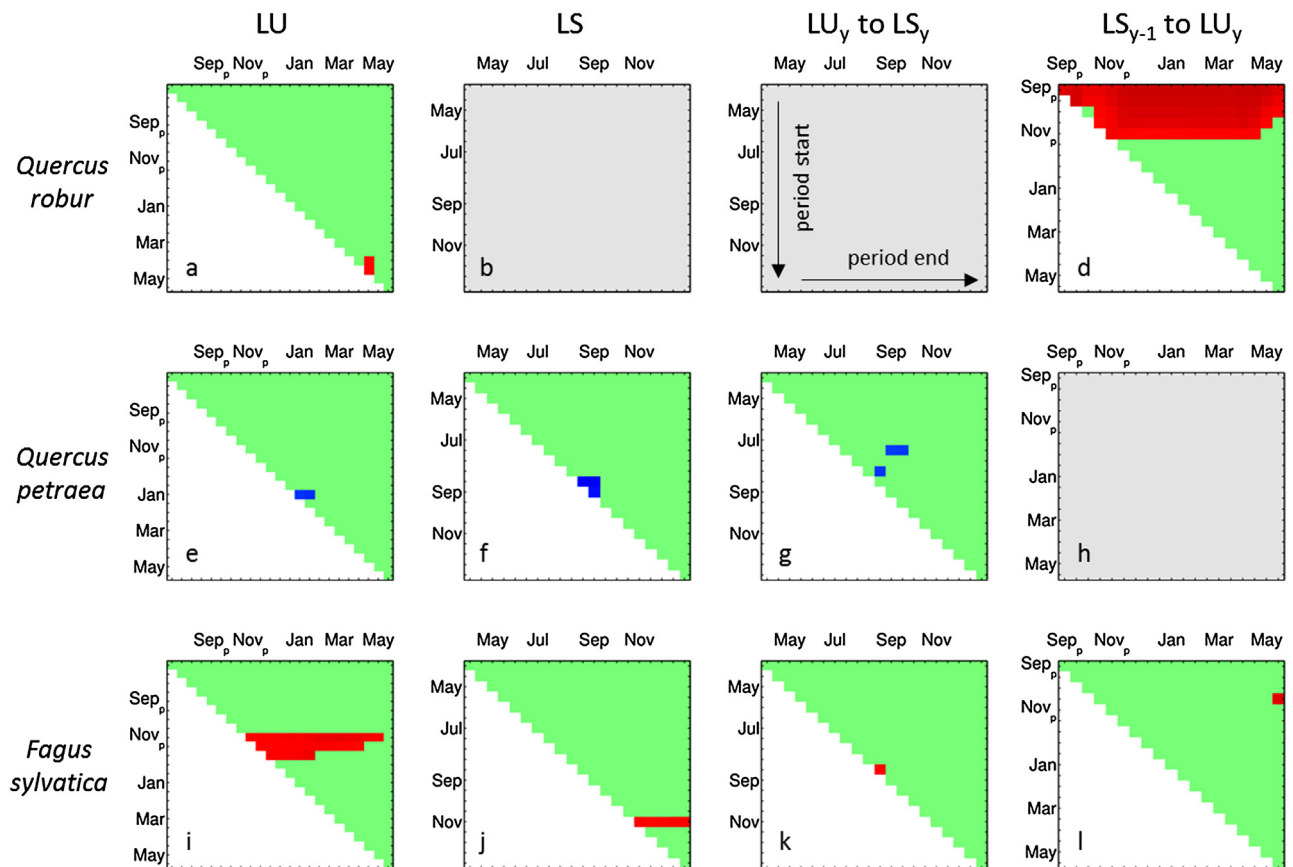 LU LS LUy to LSy LSy-1 to LUy
Sepp Novp Jan Mar May May Jul Sep Nov May Jul Sep Nov Sepp Novp Jan Mar May
Quercus
robur
Sepp
Novp
Jan
Mar
May
a
May
Jul
Sep
Nov
b
May
Jul
Sep
Nov
period start
period end
Sepp
Novp
Jan
Mar
May
d
Sepp Novp Jan Mar May May Jul Sep Nov May Jul Sep Nov Sepp Novp Jan Mar May
Quercus
petraea
Sepp
Novp
Jan
Mar
May
e
May
Jul
Sep
Nov
f
May
Jul
Sep
Nov
g
Sepp
Novp
Jan
Mar
May
h
Sepp Novp Jan Mar May May Jul Sep Nov May Jul Sep Nov Sepp Novp Jan Mar May
Fagus
sylvatica
Sepp
Novp
Jan
Mar
May
i
May
Jul
Sep
Nov
j
May
Jul
Sep
Nov
k
Sepp
Novp
Jan
Mar
May
l